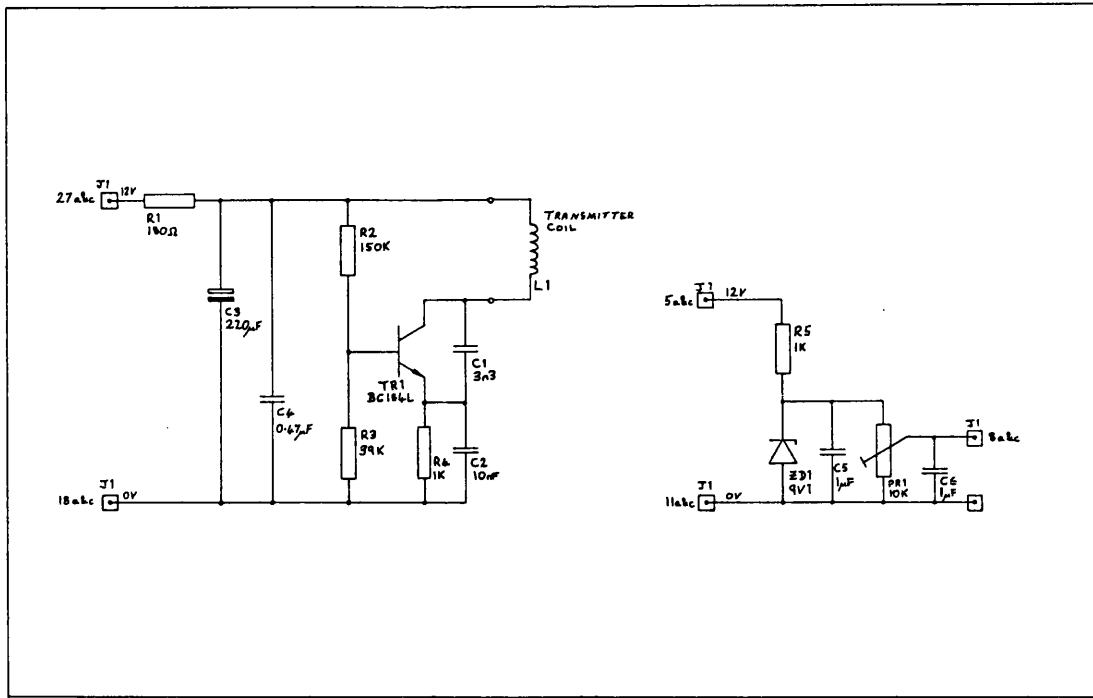 J1
27abc
12V
R1
180Ω
C3
220µF
C4
0.47µF
R2
150K
TRANSMITTER
COIL
L1
C1
3n3
TR1
BC184L
R3
39K
R4
1K
C2
10nF
J1
18abc
0V
J1
5abc
12V
R5
1K
J1
8abc
ZD1
9V1
C5
1µF
PR1
10K
C6
1µF
J1
11abc
0V